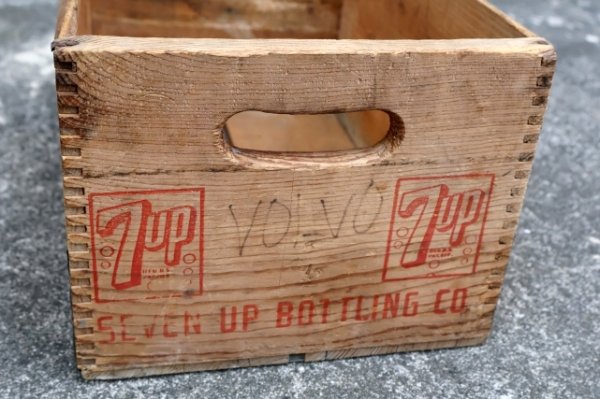 7up VOLVO 7up
SEVEN UP BOTTLING CO.